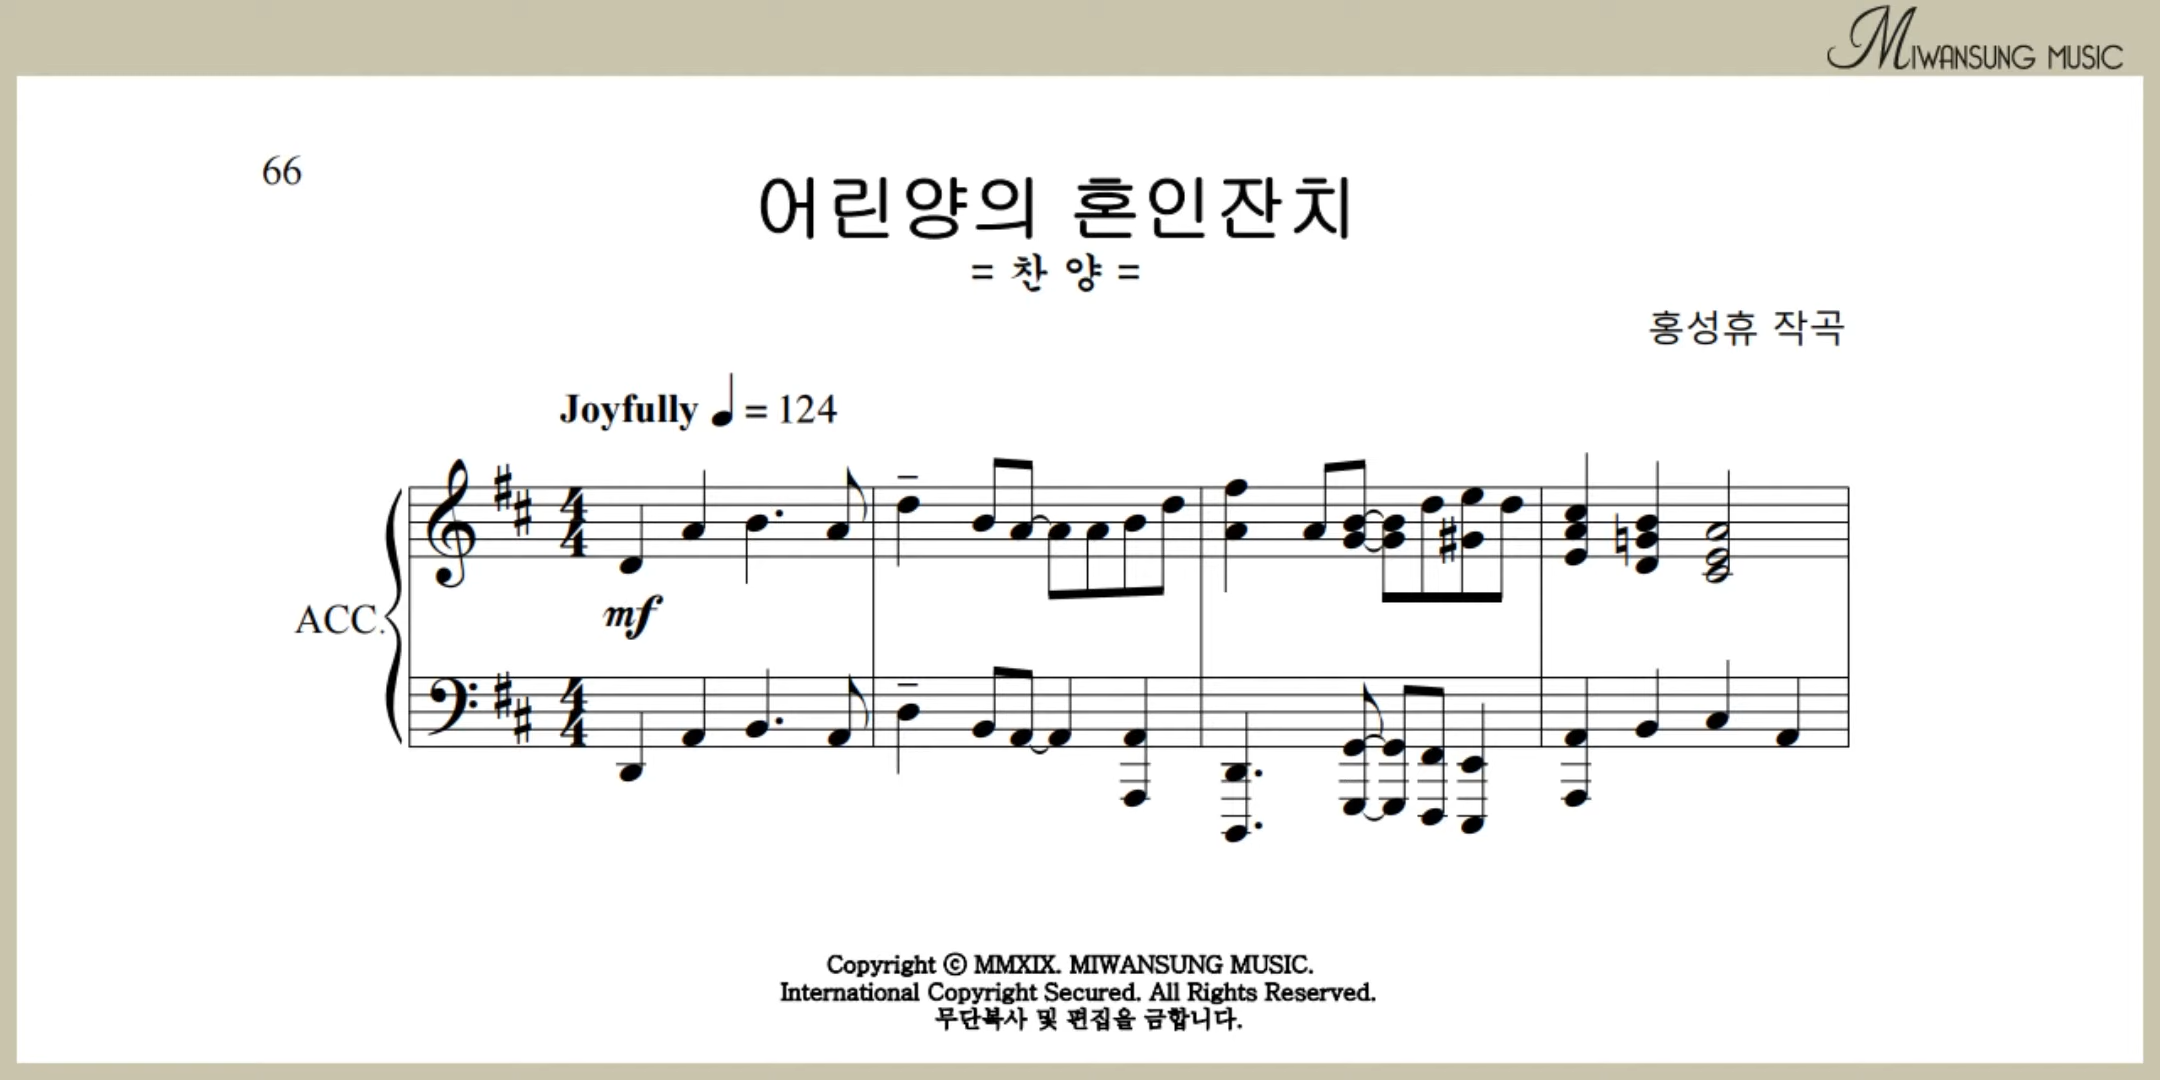 MIWANSUNG MUSIC
66
어린양의 혼인잔치
= 찬 양 =
홍성휴 작곡
Joyfully ♩ = 124
ACC.
mf
Copyright ⓒ MMXIX. MIWANSUNG MUSIC.
International Copyright Secured. All Rights Reserved.
무단복사 및 편집을 금합니다.